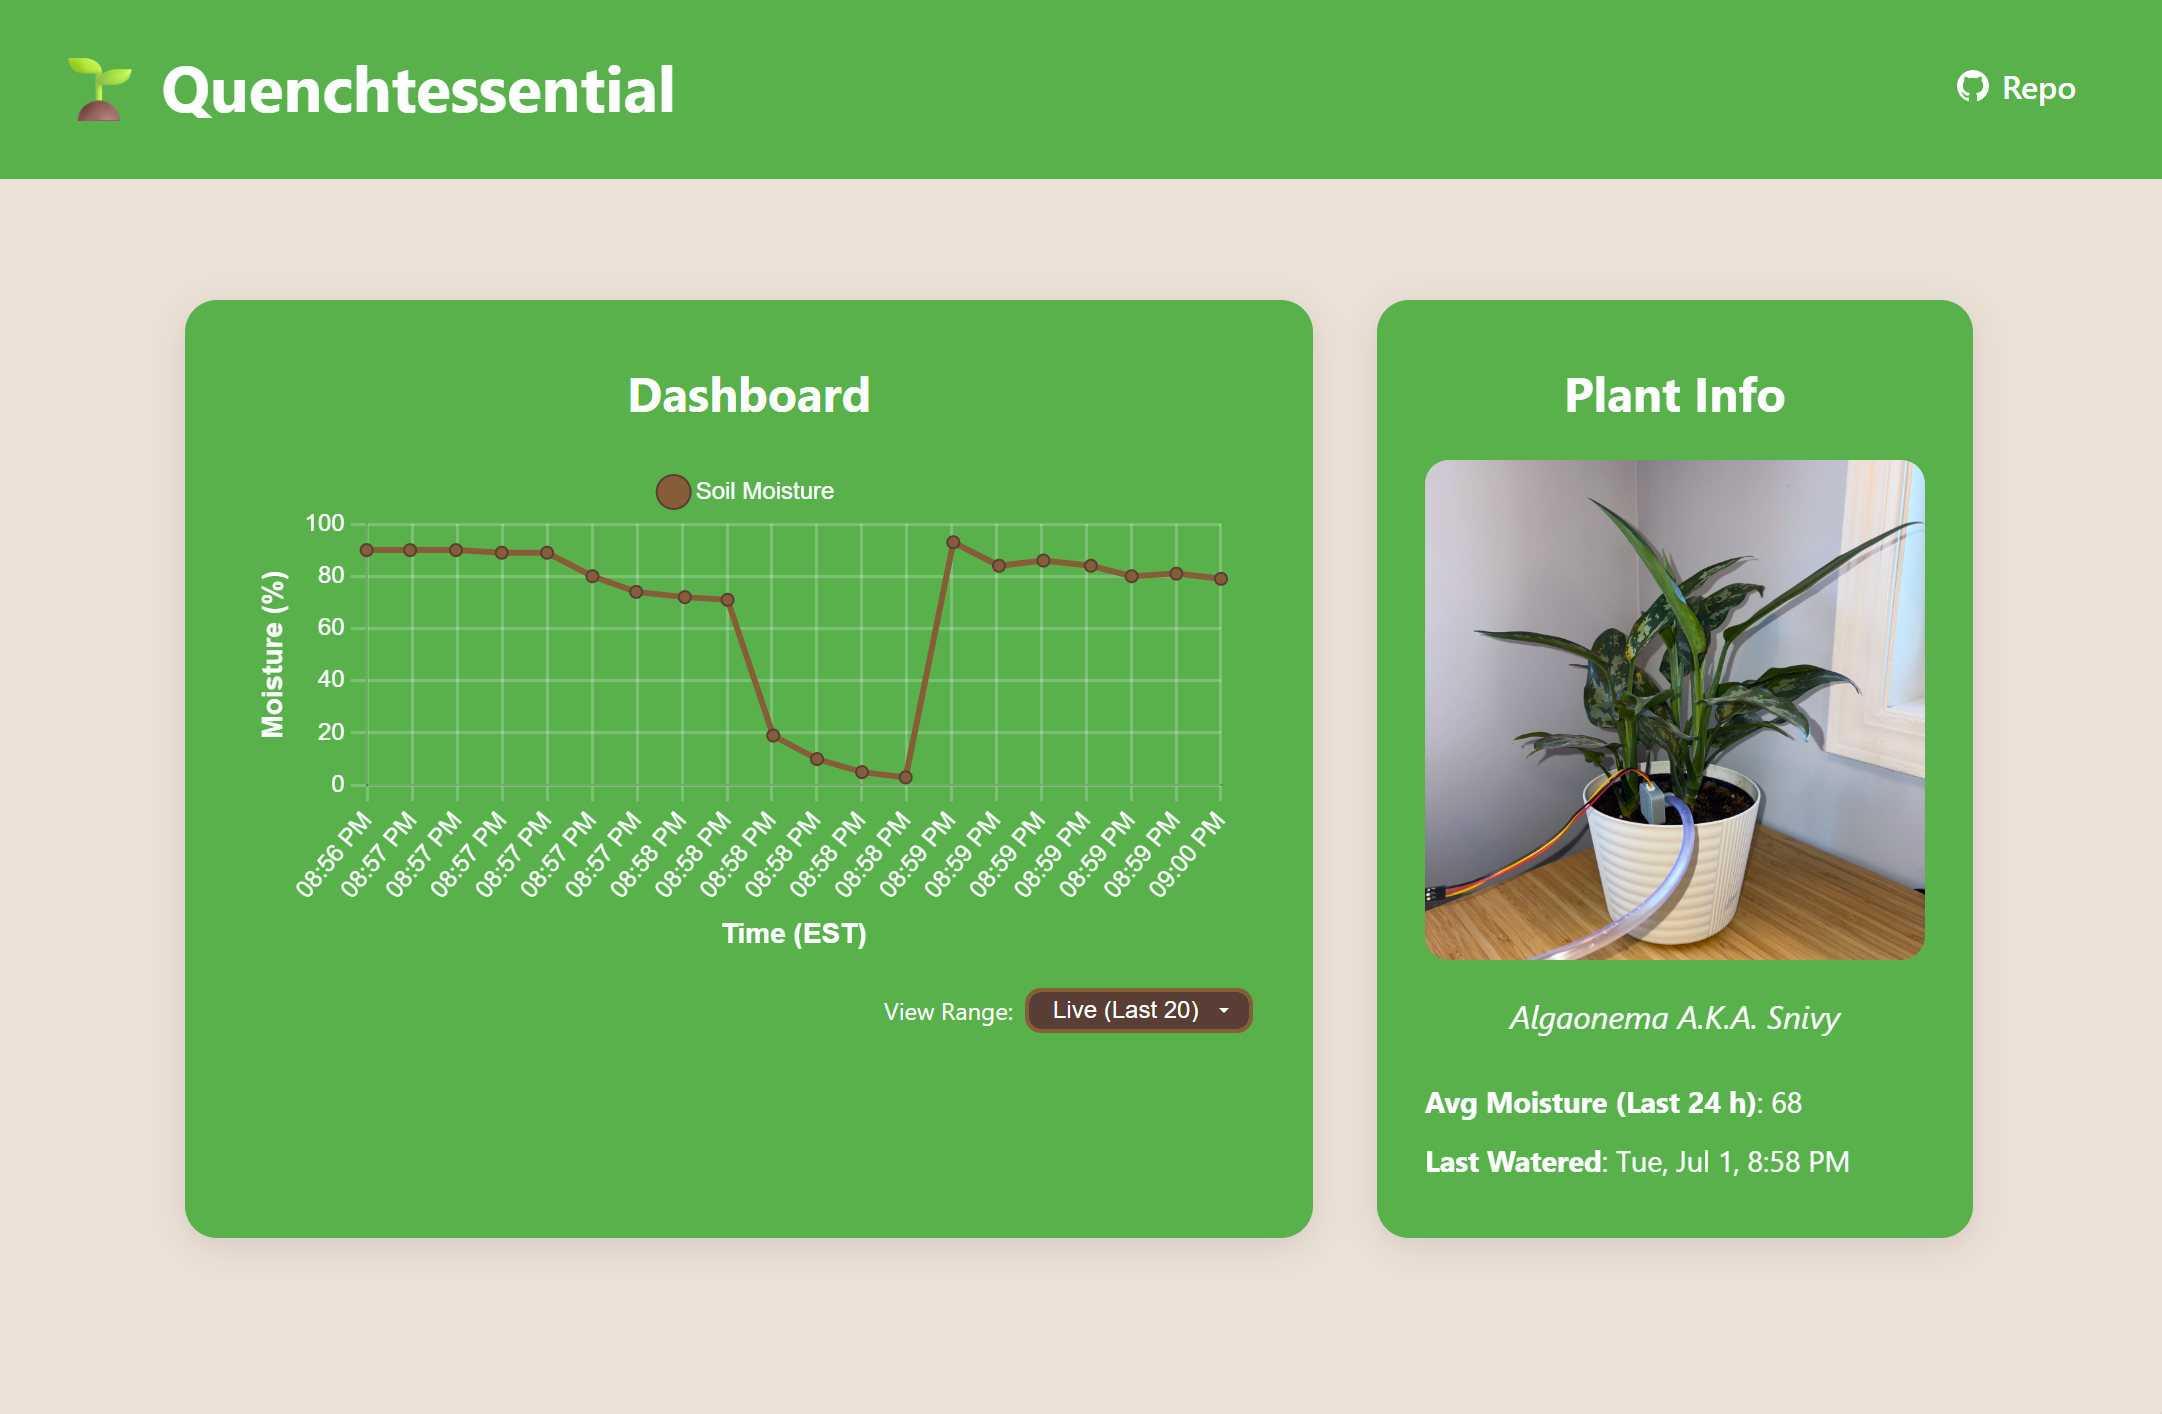 Quenchtessential
Repo
Dashboard
Soil Moisture
100
80
60
40
20
0
Moisture (%)
08:56 PM
08:57 PM
08:57 PM
08:57 PM
08:57 PM
08:57 PM
08:57 PM
08:58 PM
08:58 PM
08:58 PM
08:58 PM
08:58 PM
08:58 PM
08:59 PM
08:59 PM
08:59 PM
08:59 PM
08:59 PM
08:59 PM
09:00 PM
Time (EST)
View Range: Live (Last 20)
Plant Info
Algaonema A.K.A. Snivy
Avg Moisture (Last 24 h): 68
Last Watered: Tue, Jul 1, 8:58 PM